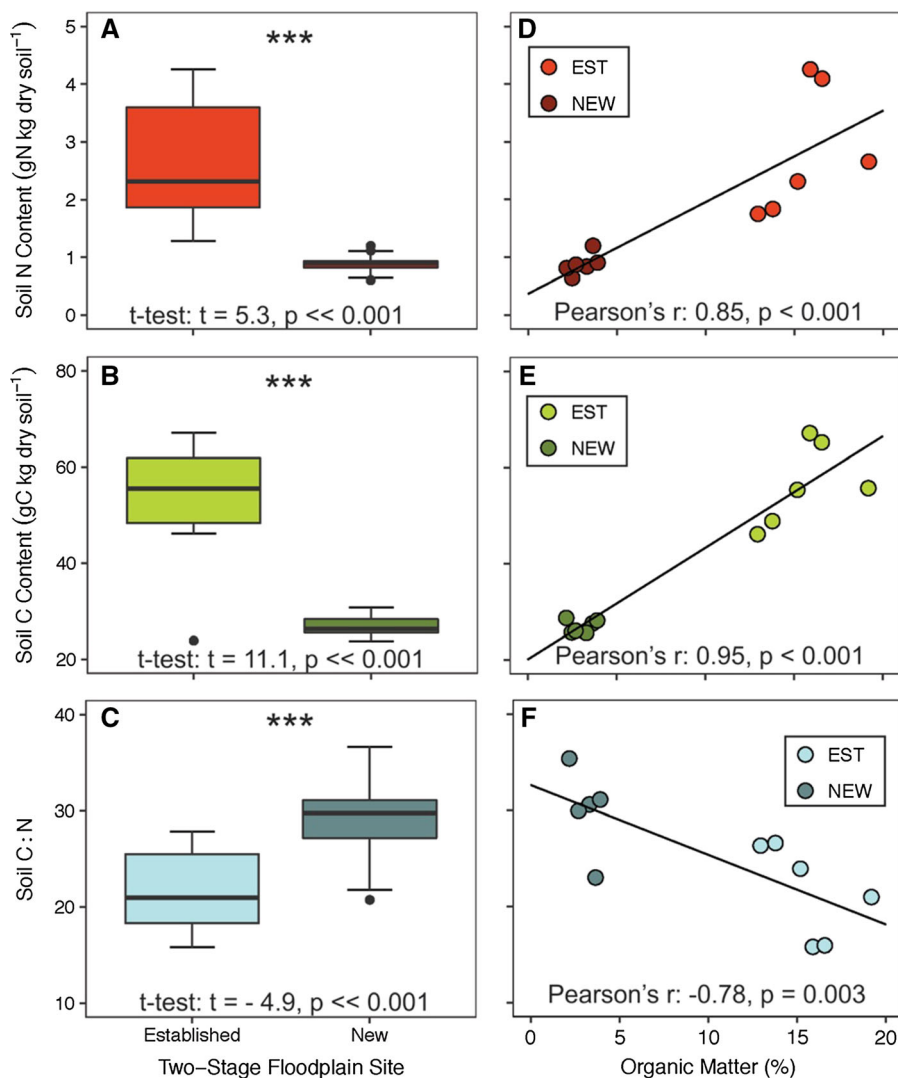 A
***
Soil N Content (gN kg dry soil⁻¹)
5
4
3
2
1
0
t-test: t = 5.3, p << 0.001
D
EST
NEW
Pearson's r: 0.85, p < 0.001
B
***
Soil C Content (gC kg dry soil⁻¹)
80
60
40
20
t-test: t = 11.1, p << 0.001
E
EST
NEW
Pearson's r: 0.95, p < 0.001
C
***
Soil C:N
40
30
20
10
t-test: t = - 4.9, p << 0.001
Established New
Two−Stage Floodplain Site
F
EST
NEW
Pearson's r: -0.78, p = 0.003
0 5 10 15 20
Organic Matter (%)